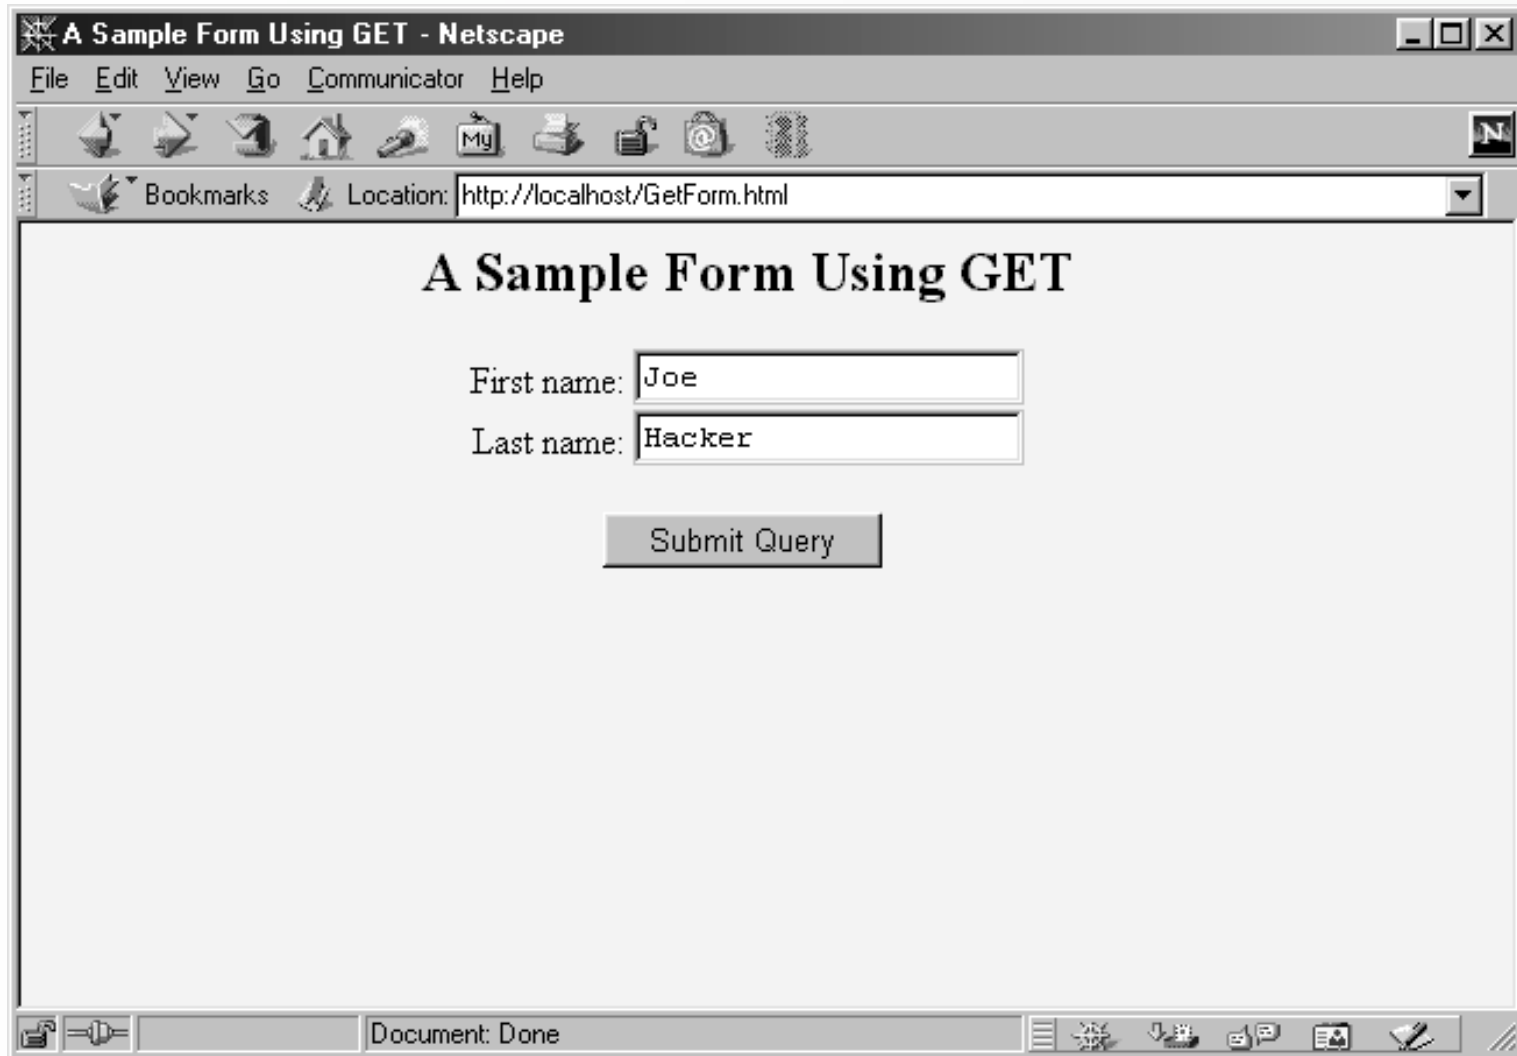 A Sample Form Using GET - Netscape
File Edit View Go Communicator Help
My
N
Bookmarks Location: http://localhost/GetForm.html
A Sample Form Using GET
First name: Joe
Last name: Hacker
Submit Query
Document: Done